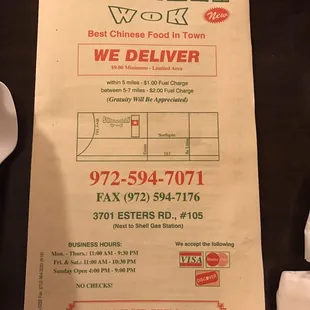 WOK
New
Best Chinese Food In Town
WE DELIVER
$9.00 Minimum - Limited Area
within 5 miles - $1.00 Fuel Charge
between 5-7 miles - $2.00 Fuel Charge
(Gratuity Will Be Appreciated)
972-594-7071
FAX (972) 594-7176
3701 ESTERS RD., #105
(Next to Shell Gas Station)
BUSINESS HOURS:
Mon. - Thurs.: 11:00 AM - 9:30 PM
Fri. & Sat.: 11:00 AM - 10:30 PM
Sunday Open 4:00 PM - 9:00 PM
NO CHECKS!
We accept the following
VISA
DISCOVER